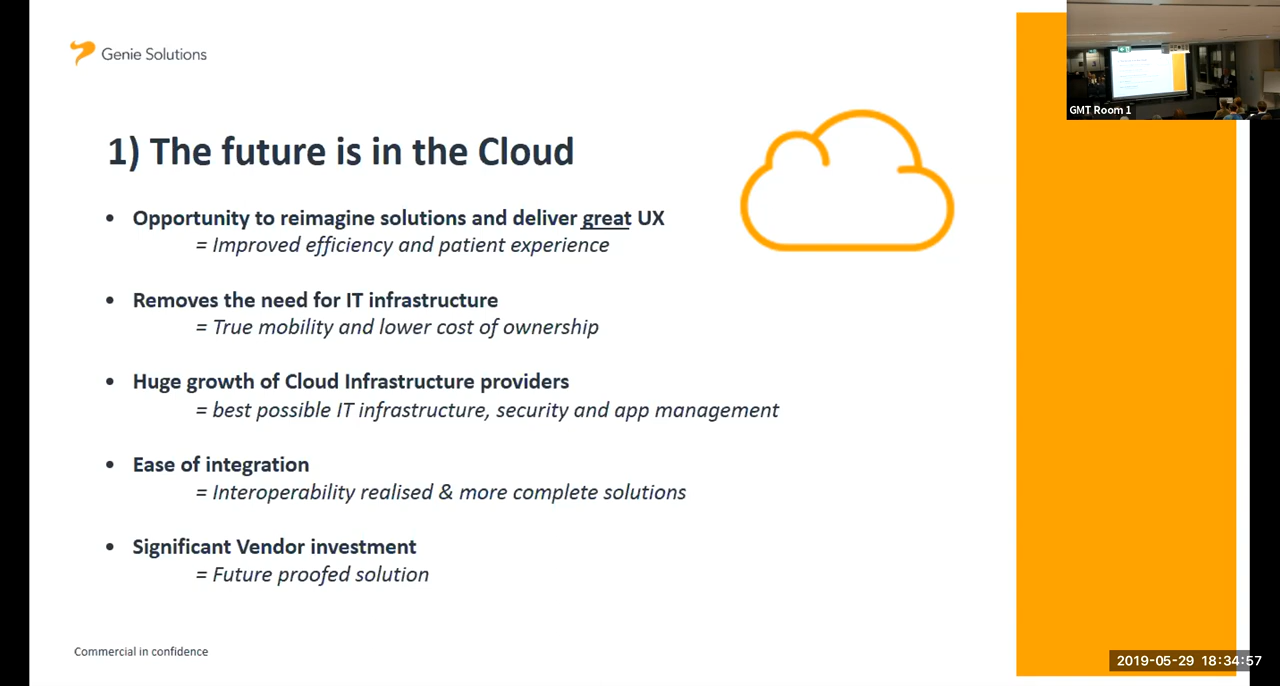 Genie Solutions
GMT Room 1
1) The future is in the Cloud
• Opportunity to reimagine solutions and deliver great UX
= Improved efficiency and patient experience
• Removes the need for IT infrastructure
= True mobility and lower cost of ownership
• Huge growth of Cloud Infrastructure providers
= best possible IT infrastructure, security and app management
• Ease of integration
= Interoperability realised & more complete solutions
• Significant Vendor investment
= Future proofed solution
Commercial in confidence
2019-05-29 18:34:57